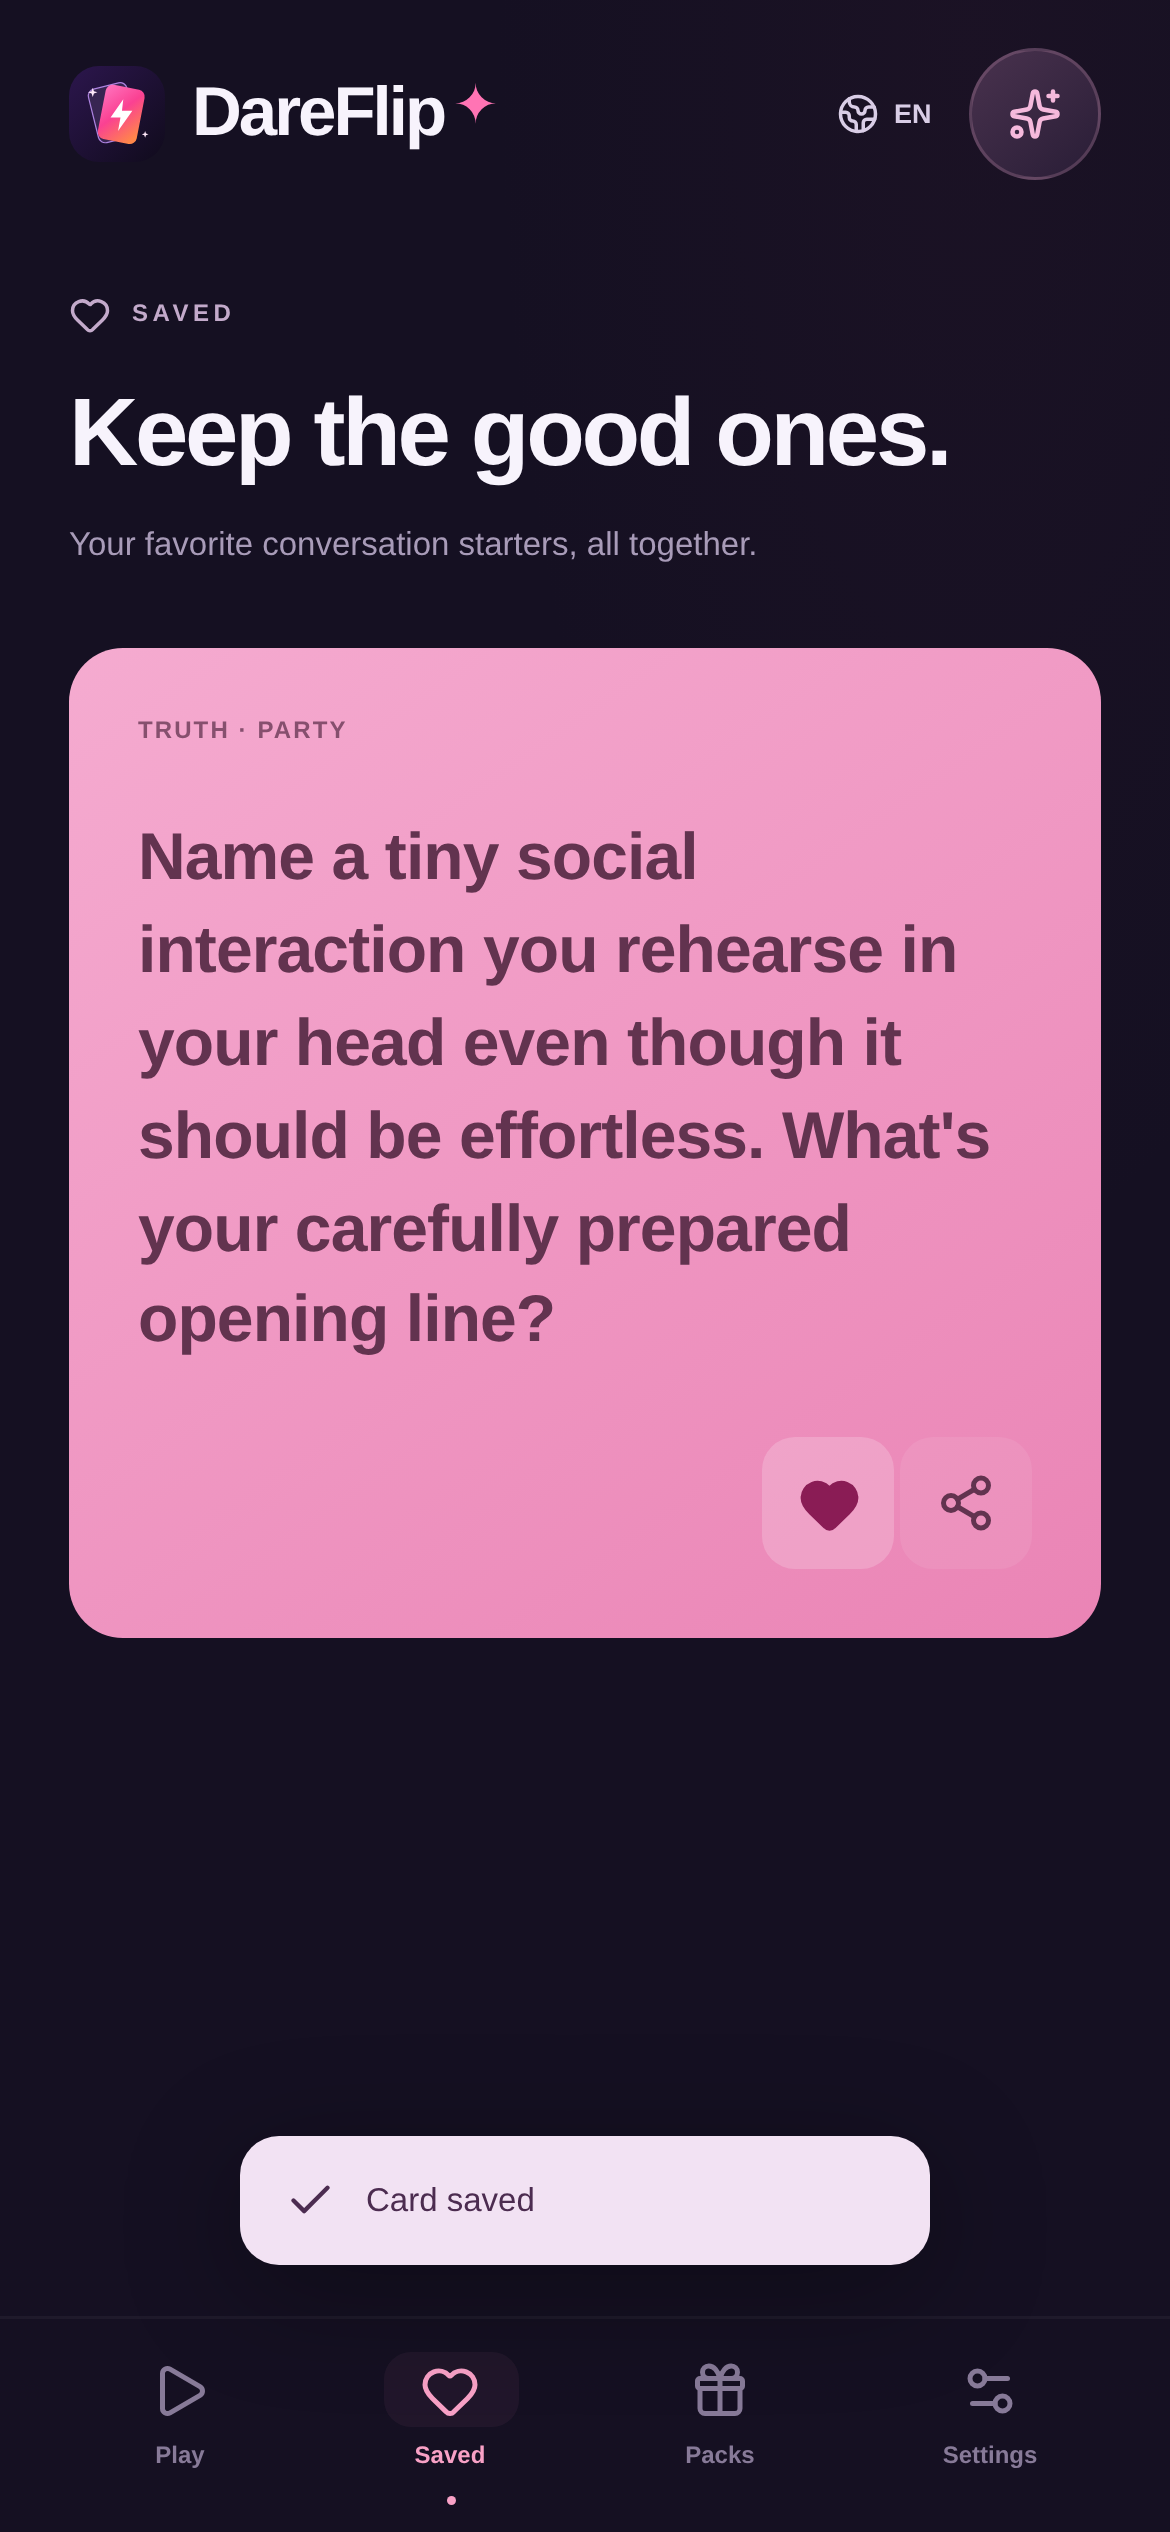 DareFlip
EN
SAVED
Keep the good ones.
Your favorite conversation starters, all together.
TRUTH · PARTY
Name a tiny social
interaction you rehearse in
your head even though it
should be effortless. What's
your carefully prepared
opening line?
Card saved
Play
Saved
Packs
Settings